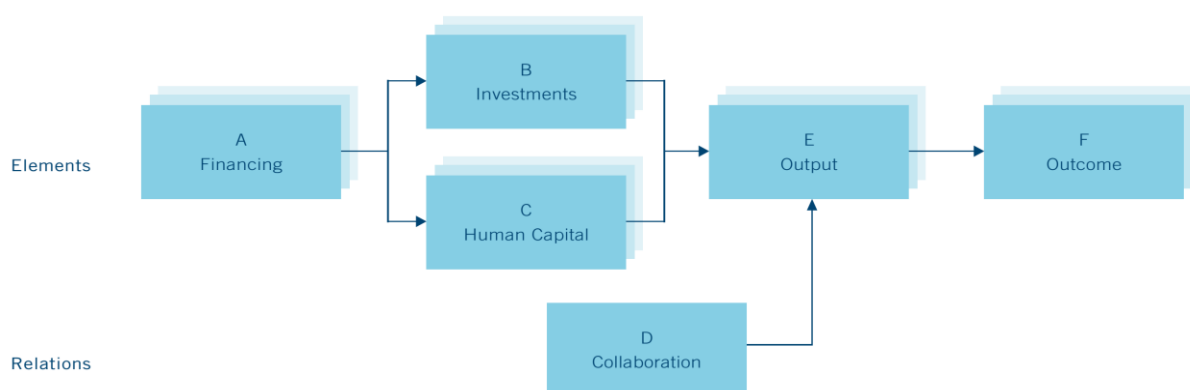 B
Investments
A
Financing
E
Output
F
Outcome
Elements
C
Human Capital
D
Collaboration
Relations